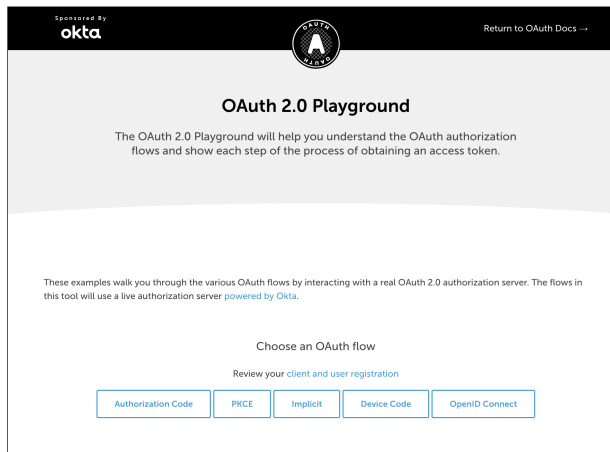 Sponsored By
okta
OAUTH
A
OAUTH
Return to OAuth Docs →
OAuth 2.0 Playground
The OAuth 2.0 Playground will help you understand the OAuth authorization
flows and show each step of the process of obtaining an access token.
These examples walk you through the various OAuth flows by interacting with a real OAuth 2.0 authorization server. The flows in
this tool will use a live authorization server powered by Okta.
Choose an OAuth flow
Review your client and user registration
Authorization Code PKCE Implicit Device Code OpenID Connect